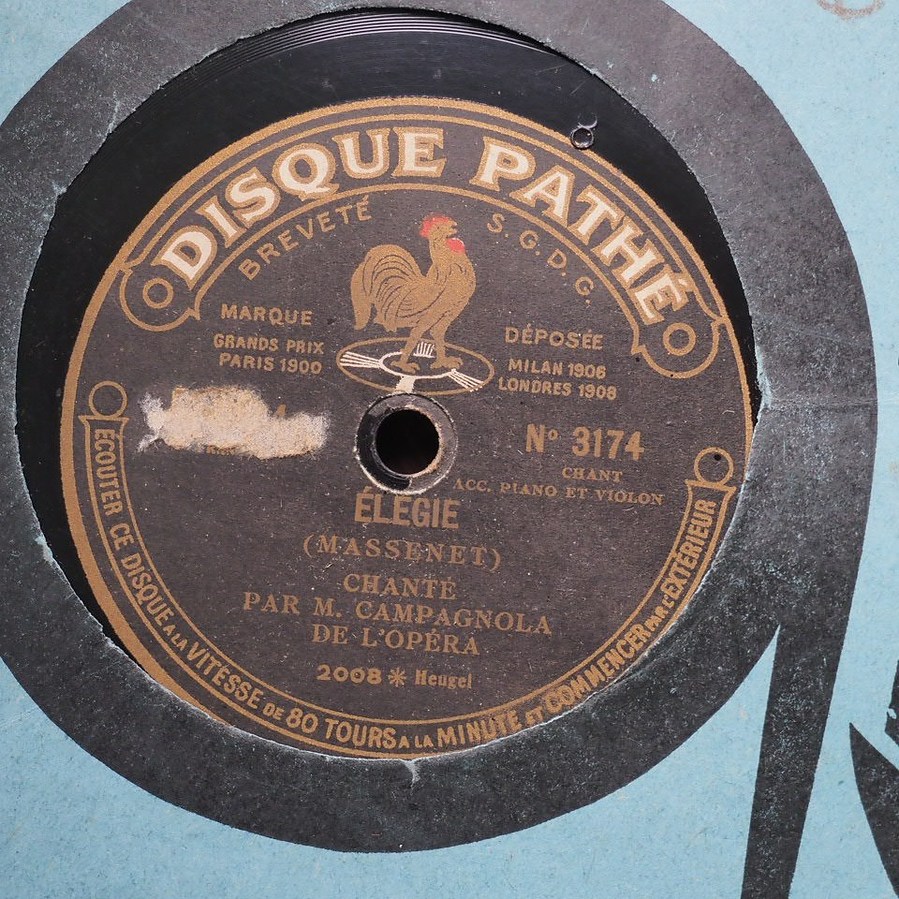 DISQUE PATHÉ
BREVETÉ S.G.D.G.
MARQUE DÉPOSÉE
GRANDS PRIX
PARIS 1900
MILAN 1906
LONDRES 1908
Nº 3174
CHANT
ACC. PIANO ET VIOLON
ÉLÉGIE
(MASSENET)
CHANTÉ
PAR M. CAMPAGNOLA
DE L'OPÉRA
2008 * Heugel
ÉCOUTER CE DISQUE A LA VITESSE DE 80 TOURS A LA MINUTE ET COMMENCER PAR L'EXTÉRIEUR